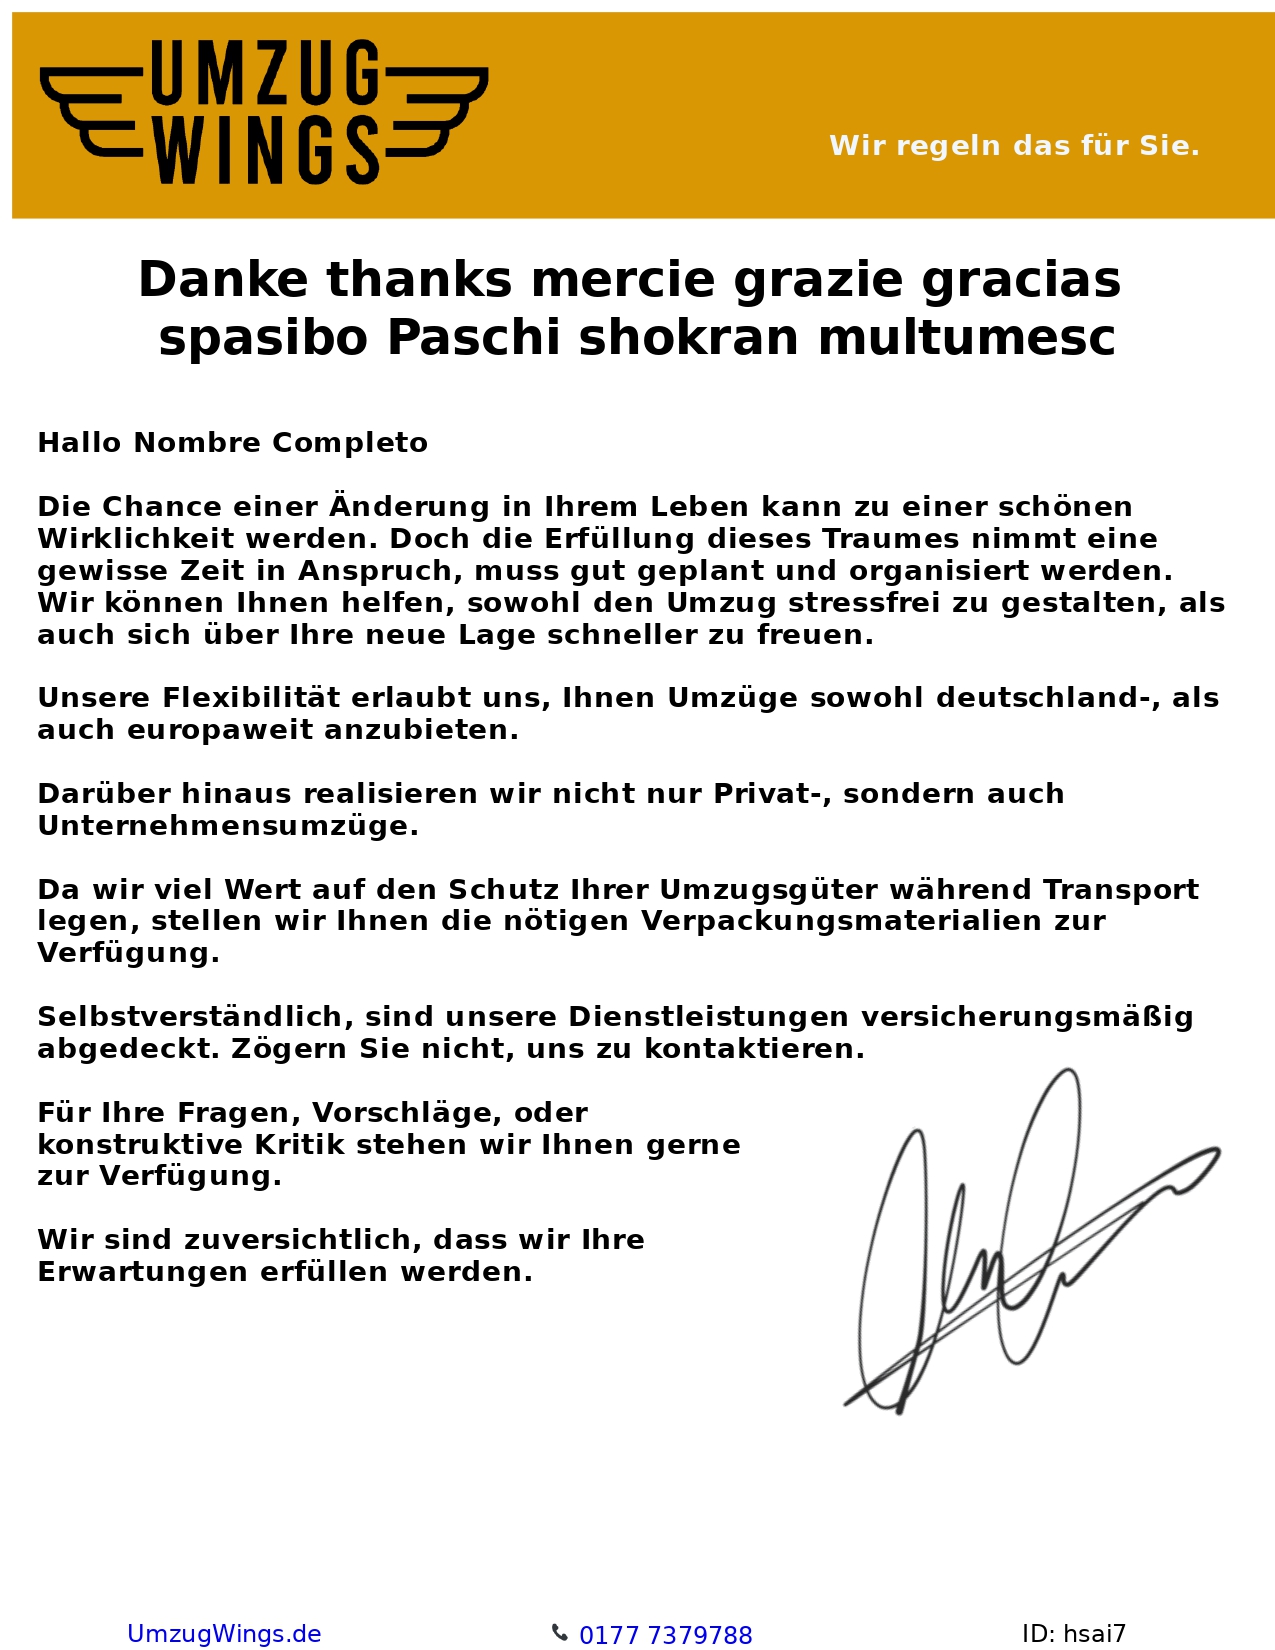 UMZUG
WINGS
Wir regeln das für Sie.
Danke thanks mercie grazie gracias
spasibo Paschi shokran multumesc
Hallo Nombre Completo
Die Chance einer Änderung in Ihrem Leben kann zu einer schönen
Wirklichkeit werden. Doch die Erfüllung dieses Traumes nimmt eine
gewisse Zeit in Anspruch, muss gut geplant und organisiert werden.
Wir können Ihnen helfen, sowohl den Umzug stressfrei zu gestalten, als
auch sich über Ihre neue Lage schneller zu freuen.
Unsere Flexibilität erlaubt uns, Ihnen Umzüge sowohl deutschland-, als
auch europaweit anzubieten.
Darüber hinaus realisieren wir nicht nur Privat-, sondern auch
Unternehmensumzüge.
Da wir viel Wert auf den Schutz Ihrer Umzugsgüter während Transport
legen, stellen wir Ihnen die nötigen Verpackungsmaterialien zur
Verfügung.
Selbstverständlich, sind unsere Dienstleistungen versicherungsmäßig
abgedeckt. Zögern Sie nicht, uns zu kontaktieren.
Für Ihre Fragen, Vorschläge, oder
konstruktive Kritik stehen wir Ihnen gerne
zur Verfügung.
Wir sind zuversichtlich, dass wir Ihre
Erwartungen erfüllen werden.
UmzugWings.de 0177 7379788 ID: hsai7